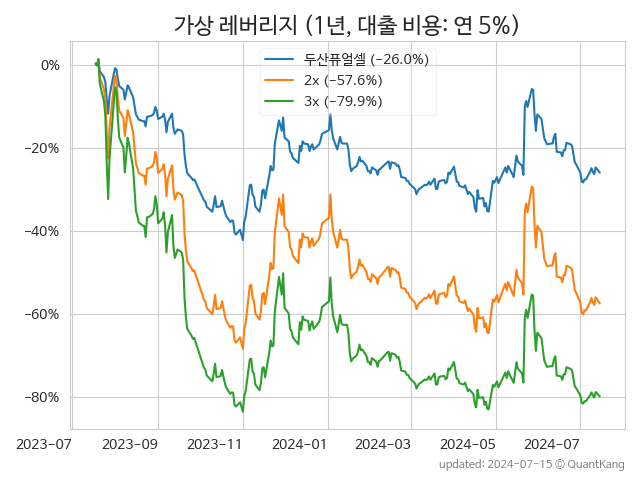 가상 레버리지 (1년, 대출 비용: 연 5%)
두산퓨얼셀 (−26.0%)
2x (−57.6%)
3x (−79.9%)
0%
−20%
−40%
−60%
−80%
2023-07 2023-09 2023-11 2024-01 2024-03 2024-05 2024-07
updated: 2024-07-15 © QuantKang